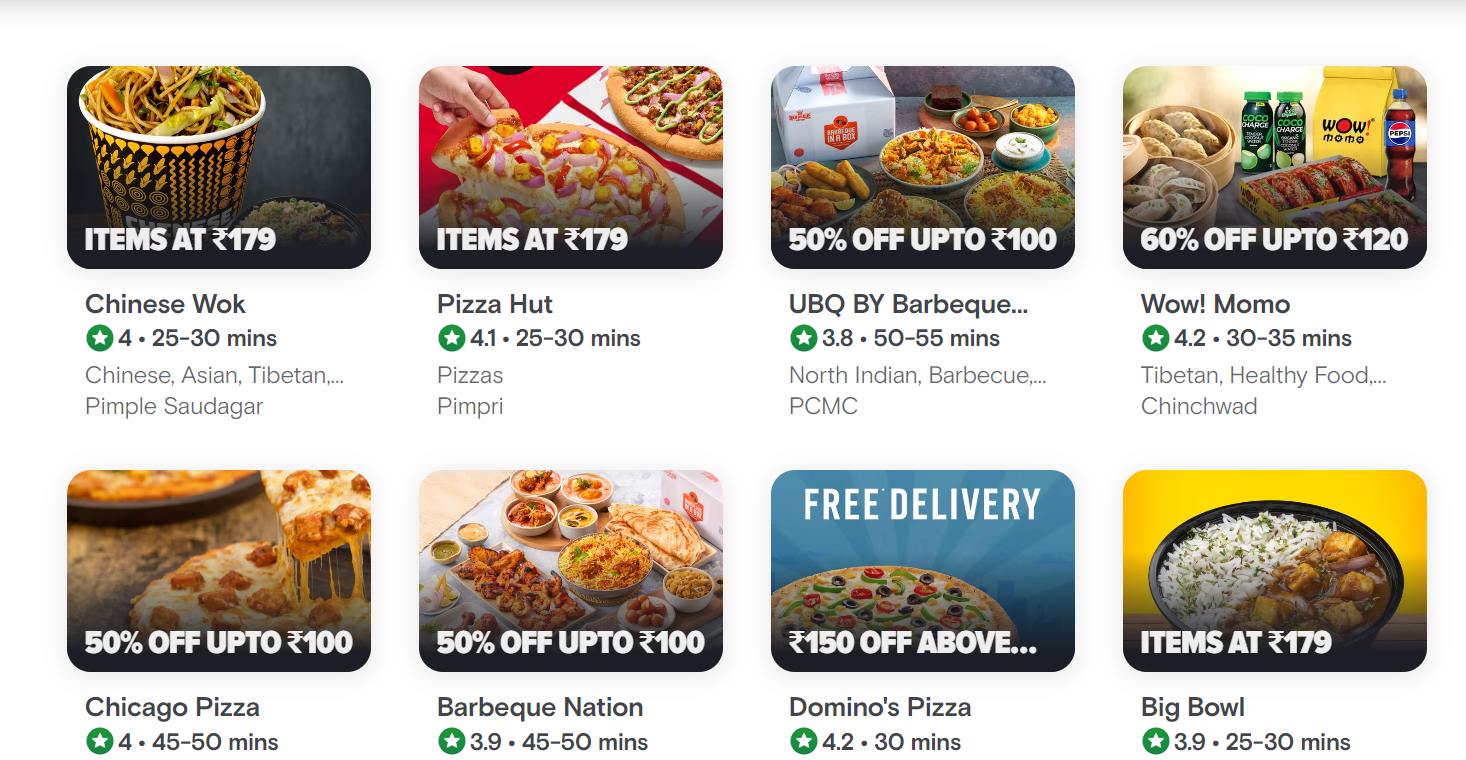 ITEMS AT ₹179
ITEMS AT ₹179
BARBEQUE
IN A BOX
50% OFF UPTO ₹100
COCO
CHARGE
TENDER
COCONUT
WATER
COCO
CHARGE
WOW!
MOMO
PEPSI
60% OFF UPTO ₹120
CHINESE
Chinese Wok
4 • 25-30 mins
Chinese, Asian, Tibetan,...
Pimple Saudagar
Pizza Hut
4.1 • 25-30 mins
Pizzas
Pimpri
UBQ BY Barbeque...
3.8 • 50-55 mins
North Indian, Barbecue,...
PCMC
Wow! Momo
4.2 • 30-35 mins
Tibetan, Healthy Food,...
Chinchwad
50% OFF UPTO ₹100
50% OFF UPTO ₹100
FREE DELIVERY
₹150 OFF ABOVE...
ITEMS AT ₹179
Chicago Pizza
4 • 45-50 mins
Barbeque Nation
3.9 • 45-50 mins
Domino's Pizza
4.2 • 30 mins
Big Bowl
3.9 • 25-30 mins